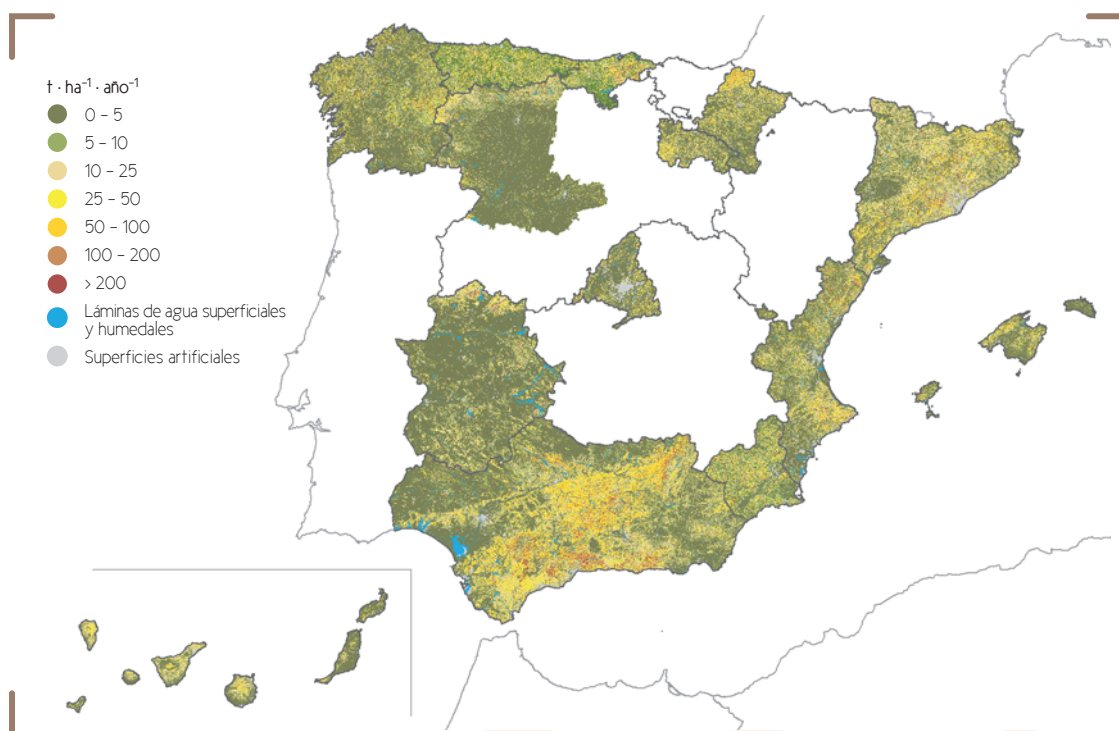 t · ha⁻¹ · año⁻¹
0 – 5
5 – 10
10 – 25
25 – 50
50 – 100
100 – 200
> 200
Láminas de agua superficiales
y humedales
Superficies artificiales